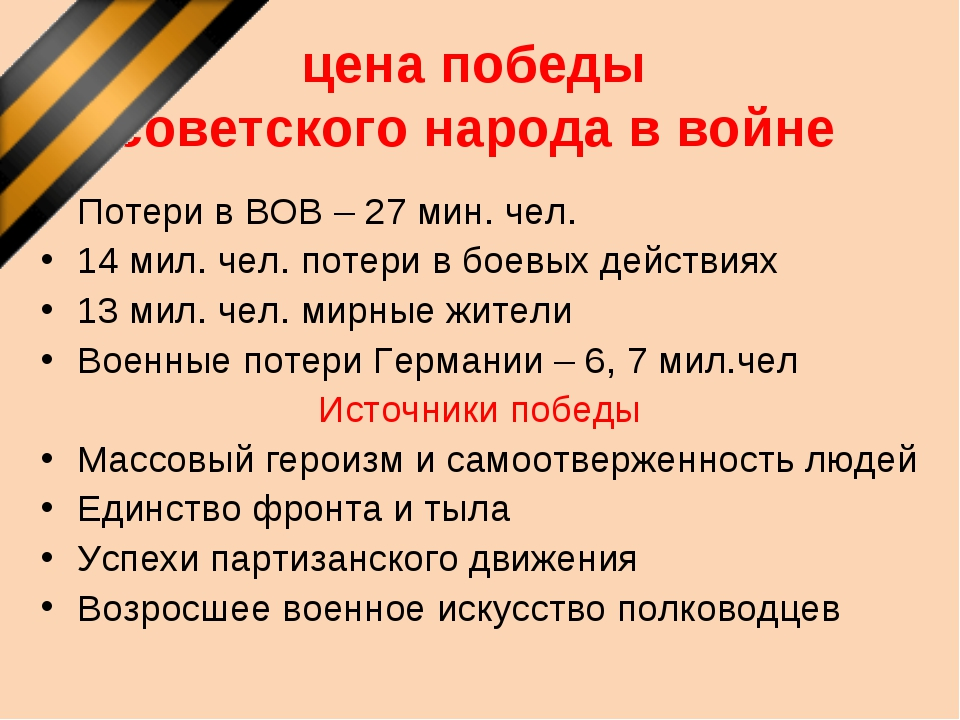 цена победы
советского народа в войне
Потери в ВОВ – 27 мин. чел.
• 14 мил. чел. потери в боевых действиях
• 13 мил. чел. мирные жители
• Военные потери Германии – 6, 7 мил.чел
Источники победы
• Массовый героизм и самоотверженность людей
• Единство фронта и тыла
• Успехи партизанского движения
• Возросшее военное искусство полководцев